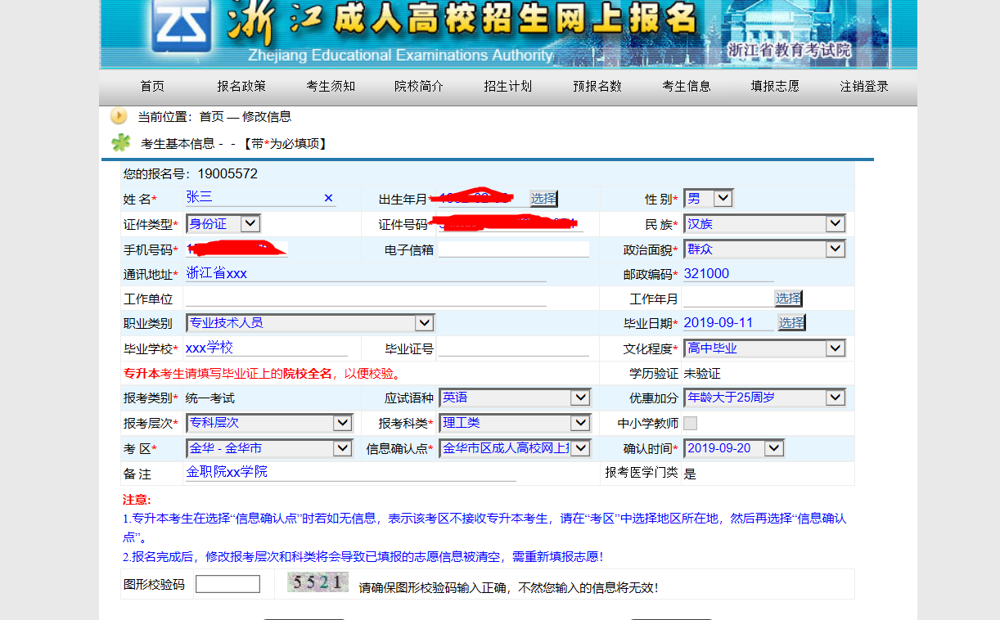 浙江成人高校招生网上报名
Zhejiang Educational Examinations Authority
浙江省教育考试院
首页 报名政策 考生须知 院校简介 招生计划 预报名数 考生信息 填报志愿 注销登录
当前位置：首页 — 修改信息
考生基本信息 - - 【带*为必填项】
您的报名号：19005572
姓 名* 张三 × 出生年月* 选择 性 别* 男
证件类型* 身份证 证件号码* 民 族* 汉族
手机号码* 电子信箱 政治面貌* 群众
通讯地址* 浙江省xxx 邮政编码* 321000
工作单位 工作年月 选择
职业类别 专业技术人员 毕业日期* 2019-09-11 选择
毕业学校* xxx学校 毕业证号 文化程度* 高中毕业
专升本考生请填写毕业证上的院校全名，以便校验。 学历验证 未验证
报考类别* 统一考试 应试语种 英语 优惠加分 年龄大于25周岁
报考层次* 专科层次 报考科类* 理工类 中小学教师
考 区* 金华 - 金华市 信息确认点* 金华市区成人高校网上 确认时间* 2019-09-20
备 注 金职院xx学院 报考医学门类 是
注意：
1.专升本考生在选择“信息确认点”时若如无信息，表示该考区不接收专升本考生，请在“考区”中选择地区所在地，然后再选择“信息确认
点”。
2.报名完成后，修改报考层次和科类将会导致已填报的志愿信息被清空，需重新填报志愿！
图形校验码 5521 请确保图形校验码输入正确，不然您输入的信息将无效！